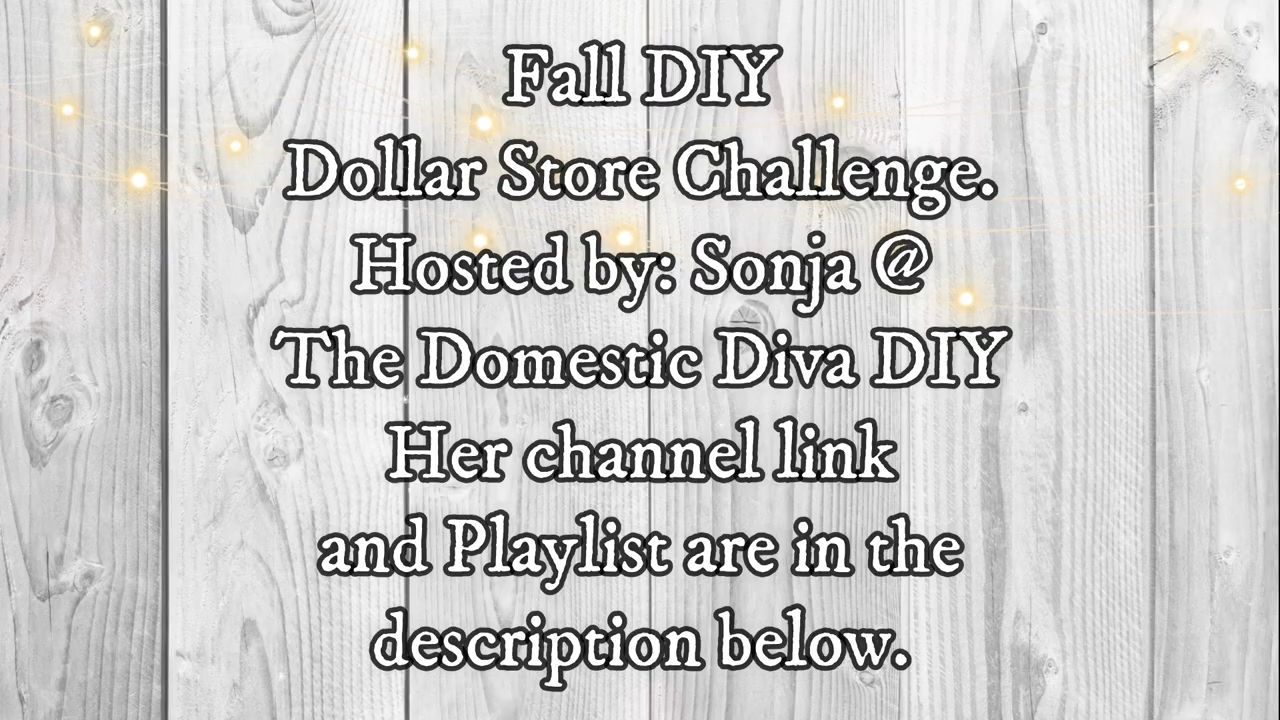 Fall DIY
Dollar Store Challenge.
Hosted by: Sonja @
The Domestic Diva DIY
Her channel link
and Playlist are in the
description below.